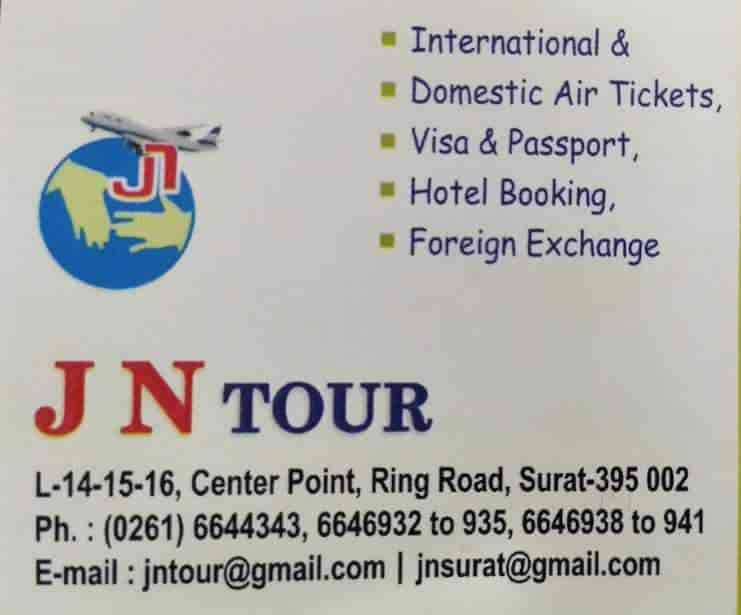 International &
Domestic Air Tickets,
Visa & Passport,
Hotel Booking,
Foreign Exchange
JN
J N TOUR
L-14-15-16, Center Point, Ring Road, Surat-395 002
Ph. : (0261) 6644343, 6646932 to 935, 6646938 to 941
E-mail : jntour@gmail.com | jnsurat@gmail.com